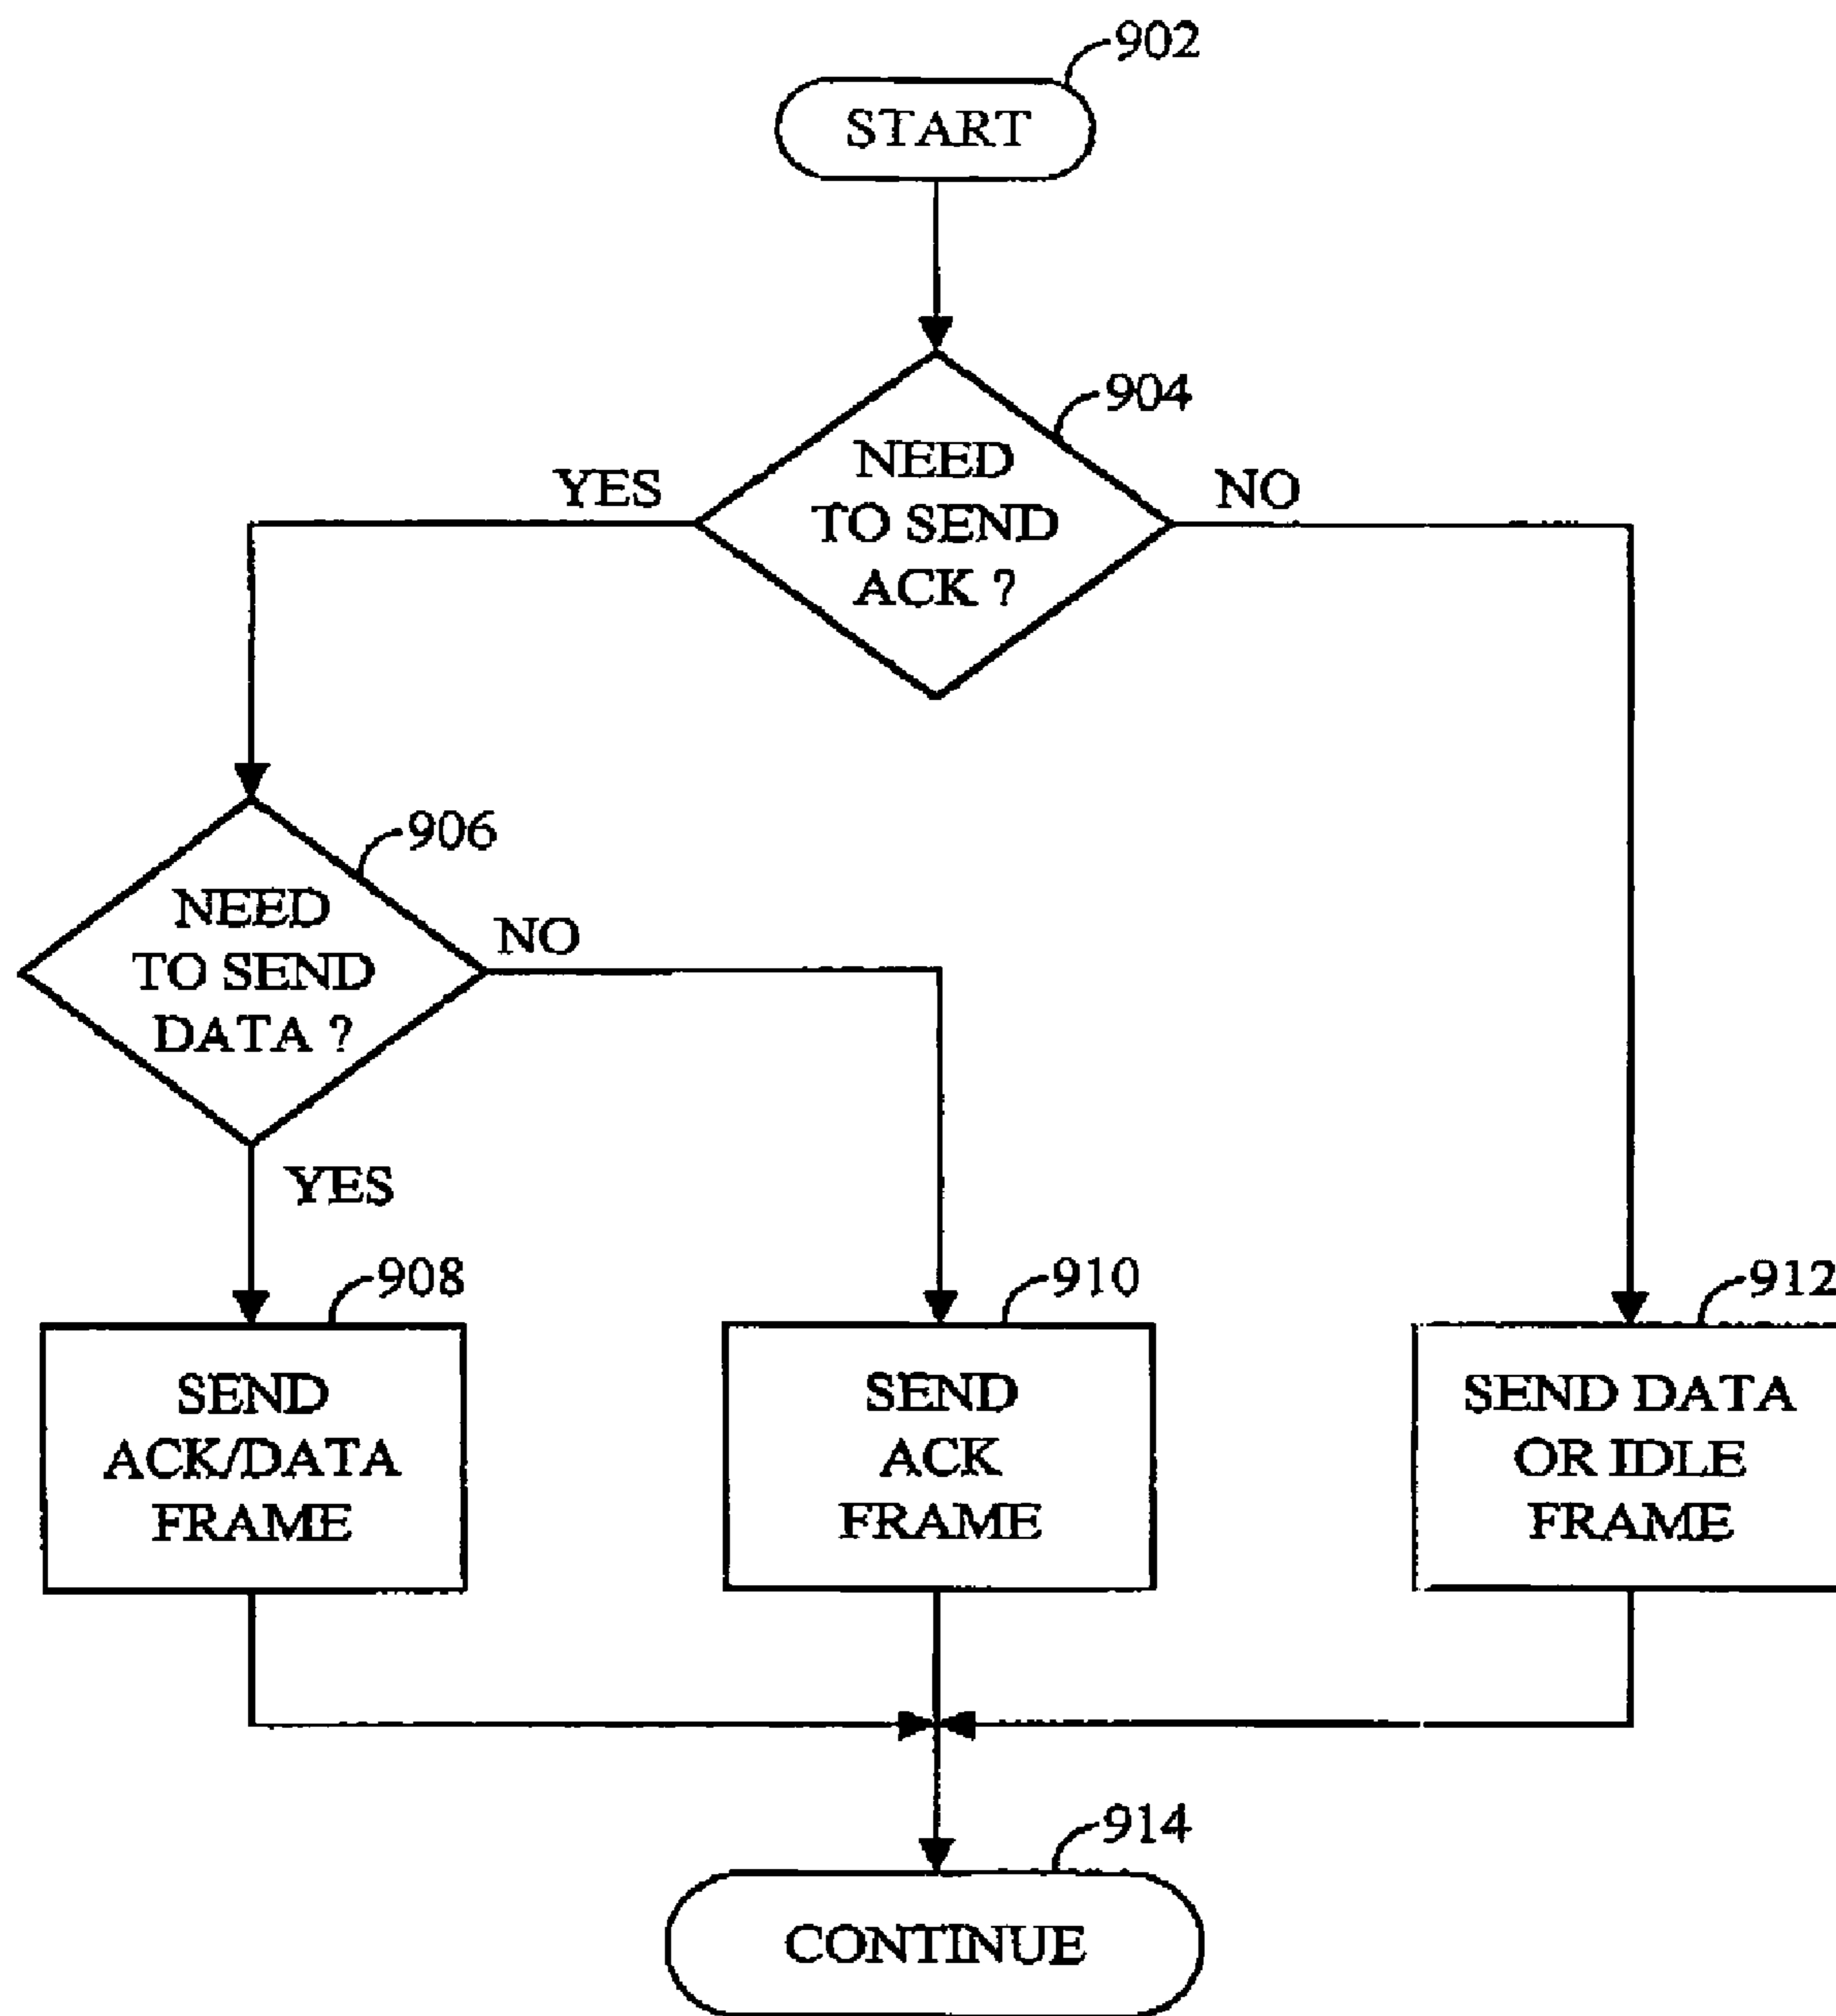 902
START
904
NEED
TO SEND
ACK ?
YES
NO
906
NEED
TO SEND
DATA ?
NO
YES
908
SEND
ACK/DATA
FRAME
910
SEND
ACK
FRAME
912
SEND DATA
OR IDLE
FRAME
914
CONTINUE